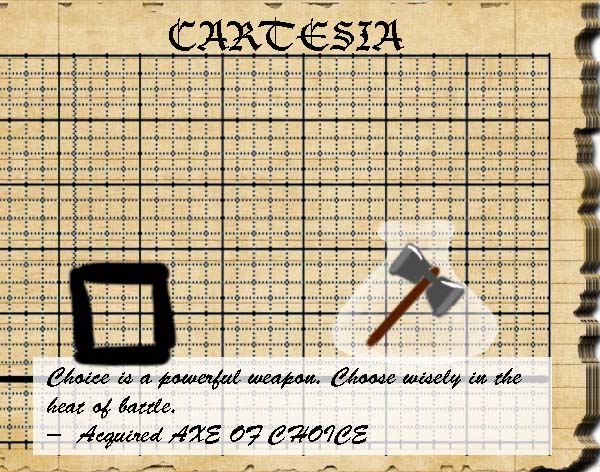 CARTESIA
Choice is a powerful weapon. Choose wisely in the
heat of battle.
— Acquired AXE OF CHOICE